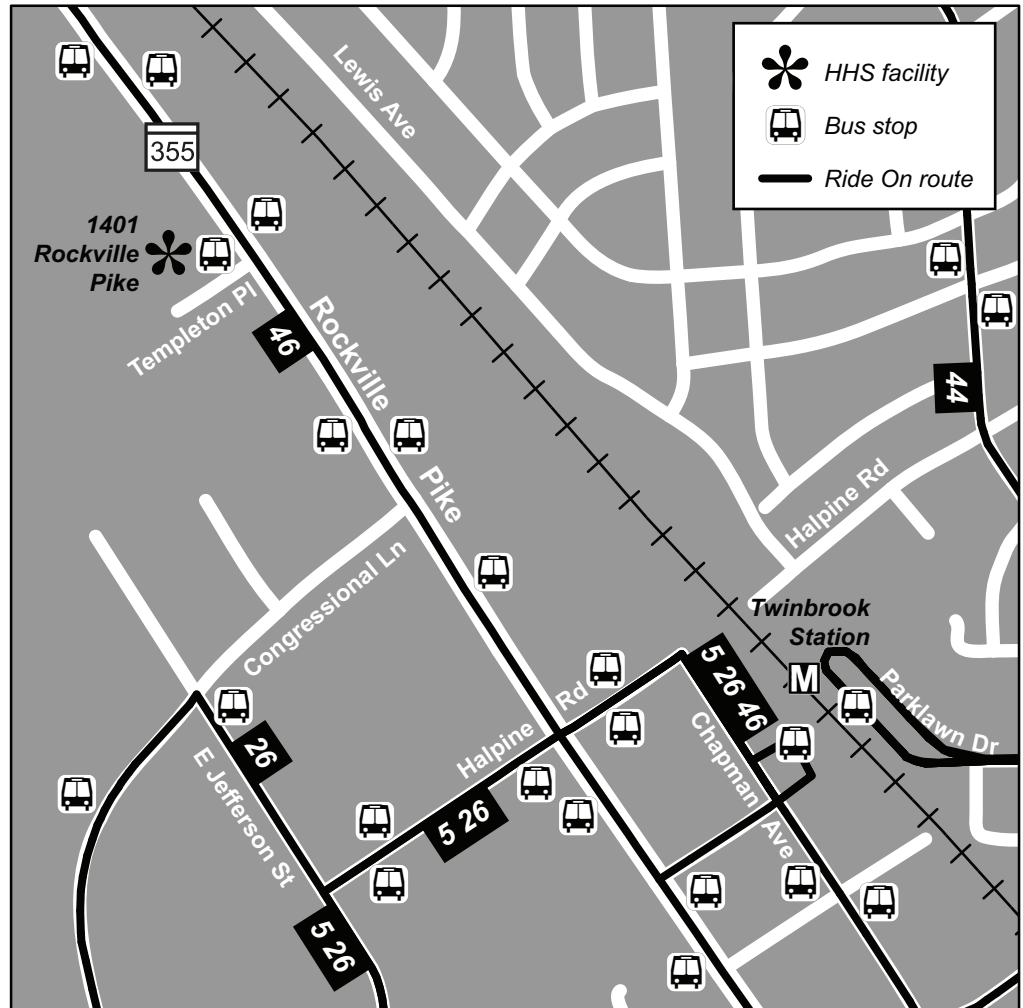 HHS facility
Bus stop
Ride On route
Lewis Ave
355
1401
Rockville
Pike
Templeton Pl
46
Rockville Pike
44
Halpine Rd
Congressional Ln
Twinbrook
Station
M
5 26 46
Parklawn Dr
Halpine Rd
Chapman Ave
26
E Jefferson St
5 26
5 26